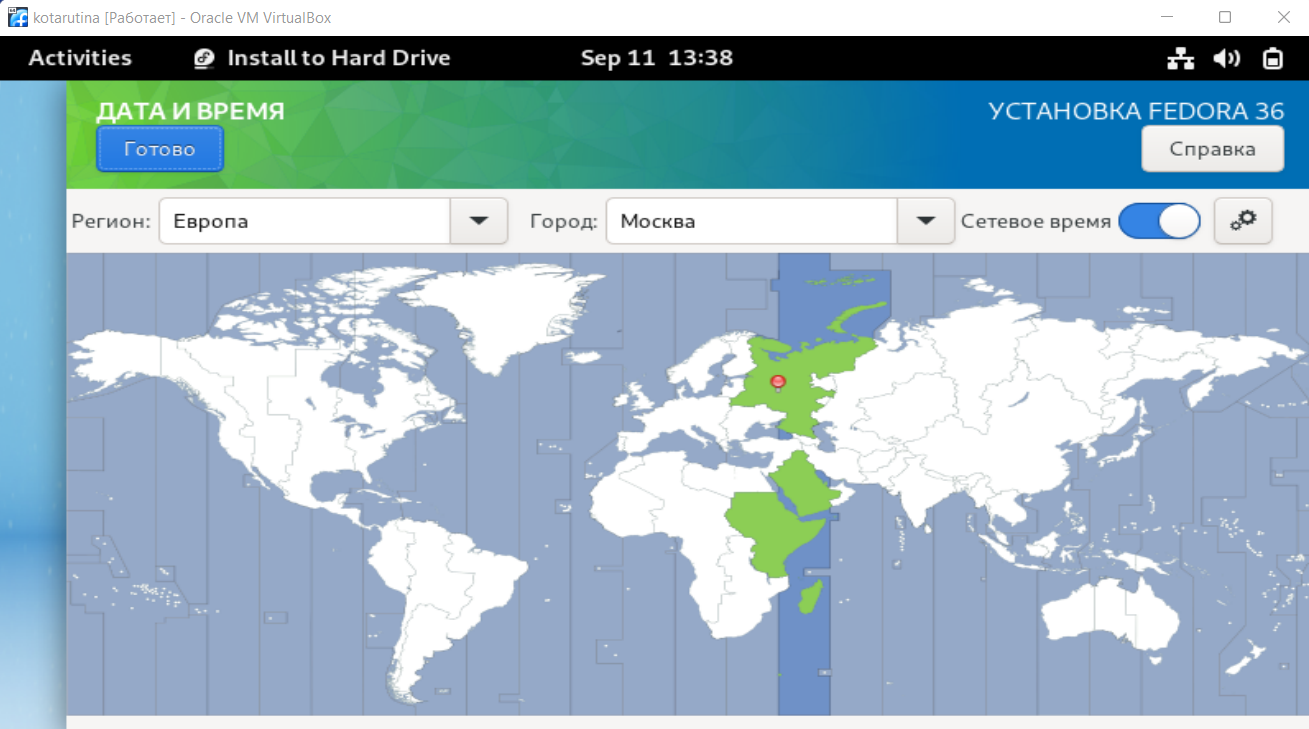 kotarutina [Работает] - Oracle VM VirtualBox
Activities Install to Hard Drive Sep 11 13:38
ДАТА И ВРЕМЯ УСТАНОВКА FEDORA 36
Готово Справка
Регион: Европа Город: Москва Сетевое время